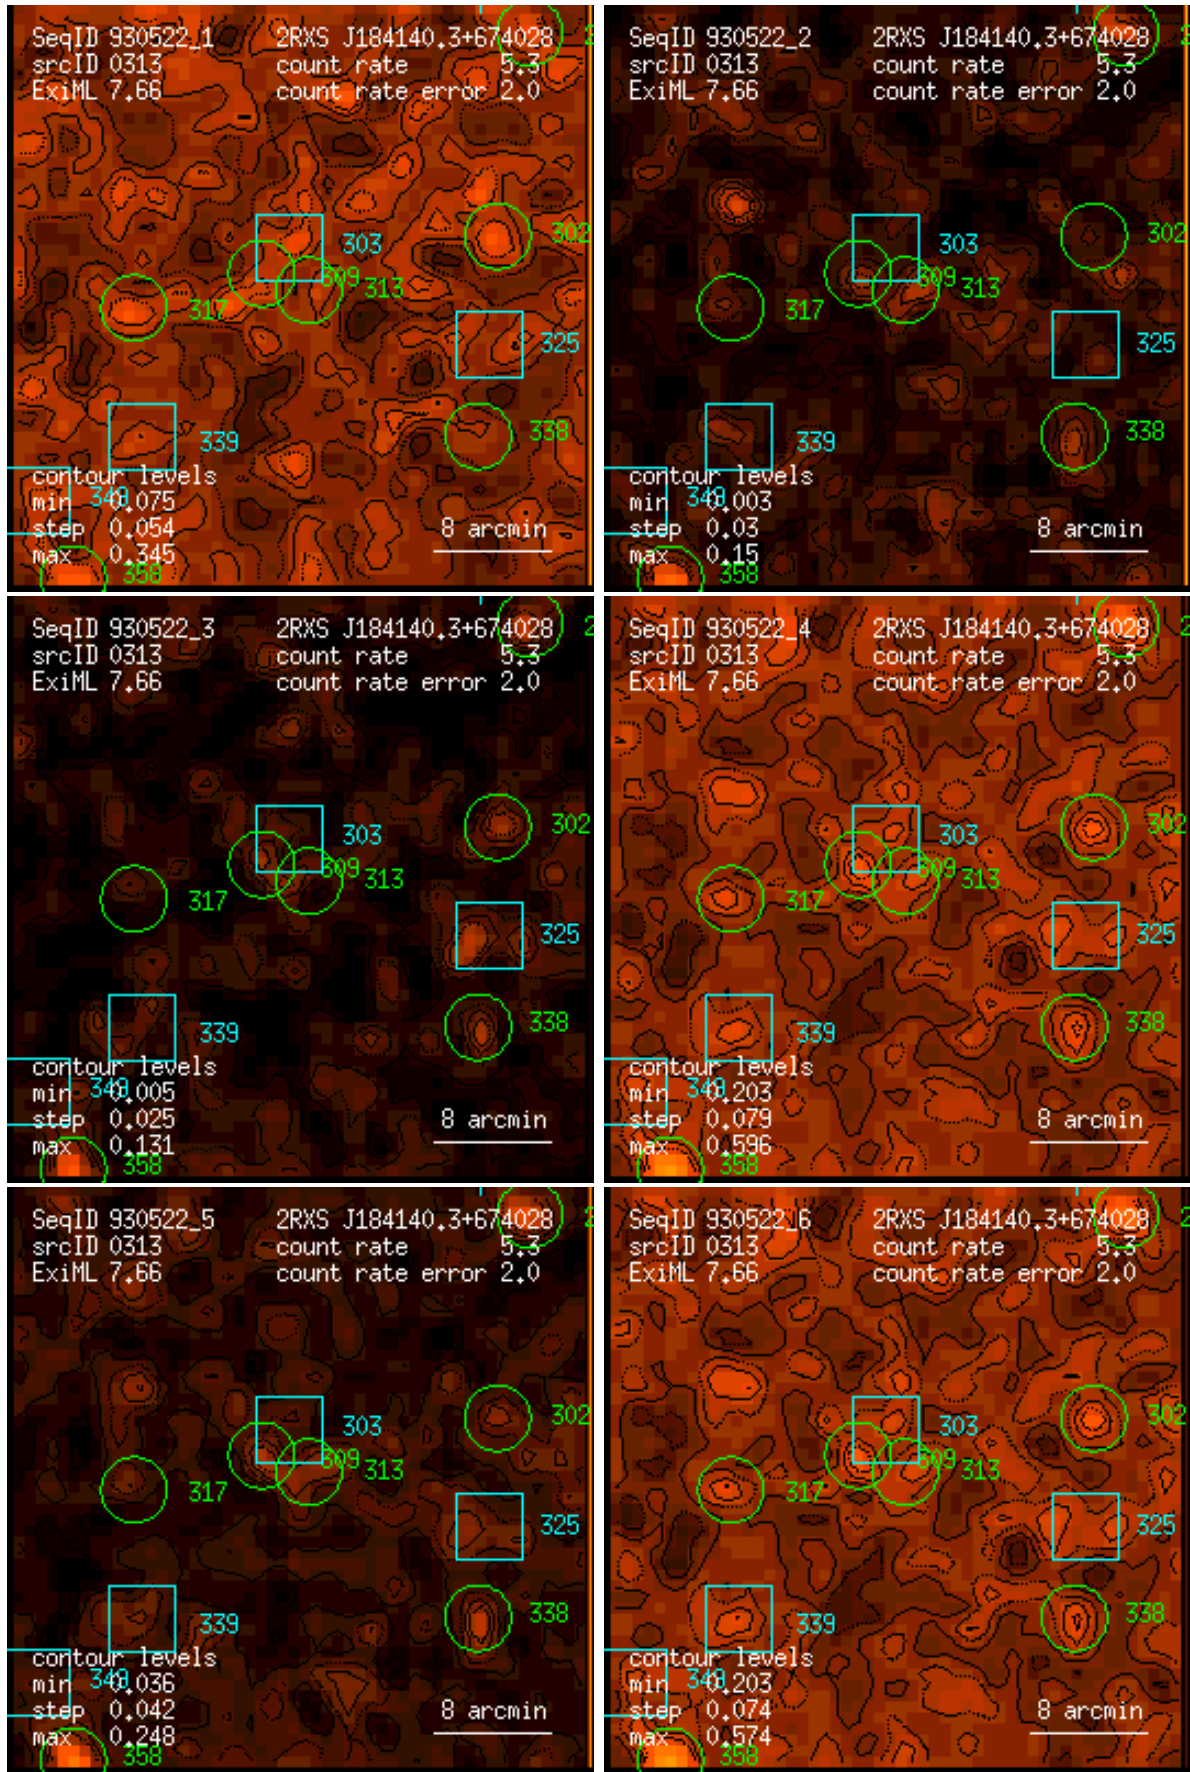 SeqID 930522_1 2RXS J184140.3+674028 2
srcID 0313 count rate 5.3
ExiML 7.66 count rate error 2.0
302
303
309 313
317
325
338
339
contour levels
min 0.075
349
step 0.054
8 arcmin
max 0.345
358
SeqID 930522_2 2RXS J184140.3+674028 2
srcID 0313 count rate 5.3
ExiML 7.66 count rate error 2.0
302
303
309 313
317
325
338
339
contour levels
min 0.003
349
step 0.03
8 arcmin
max 0.15
358
SeqID 930522_3 2RXS J184140.3+674028 2
srcID 0313 count rate 5.3
ExiML 7.66 count rate error 2.0
302
303
309 313
317
325
338
339
contour levels
min 0.005
349
step 0.025
8 arcmin
max 0.131
358
SeqID 930522_4 2RXS J184140.3+674028 2
srcID 0313 count rate 5.3
ExiML 7.66 count rate error 2.0
302
303
309 313
317
325
338
339
contour levels
min 0.203
349
step 0.079
8 arcmin
max 0.596
358
SeqID 930522_5 2RXS J184140.3+674028 2
srcID 0313 count rate 5.3
ExiML 7.66 count rate error 2.0
302
303
309 313
317
325
338
339
contour levels
min 0.036
349
step 0.042
8 arcmin
max 0.248
358
SeqID 930522_6 2RXS J184140.3+674028 2
srcID 0313 count rate 5.3
ExiML 7.66 count rate error 2.0
302
303
309 313
317
325
338
339
contour levels
min 0.203
349
step 0.074
8 arcmin
max 0.574
358